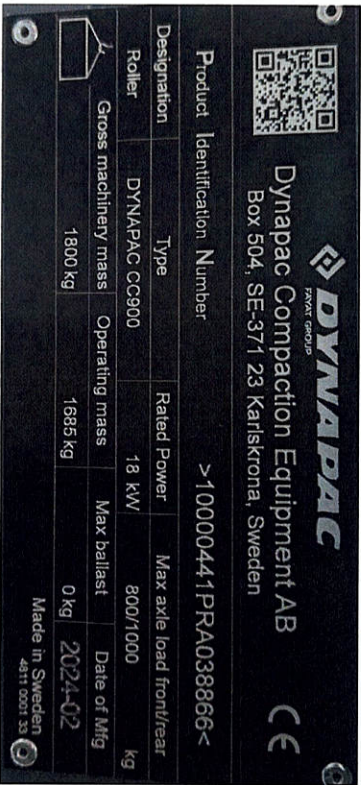 DYNAPAC
FAYAT GROUP
Dynapac Compaction Equipment AB
Box 504, SE-371 23 Karlskrona, Sweden
CE
Product Identification Number >10000441PRA038866<
Designation Type Rated Power Max axle load front/rear
Roller DYNAPAC CC900 18 kW 800/1000 kg
Gross machinery mass Operating mass Max ballast Date of Mfg
1800 kg 1685 kg 0 kg 2024-02
Made in Sweden
4811 0001 33